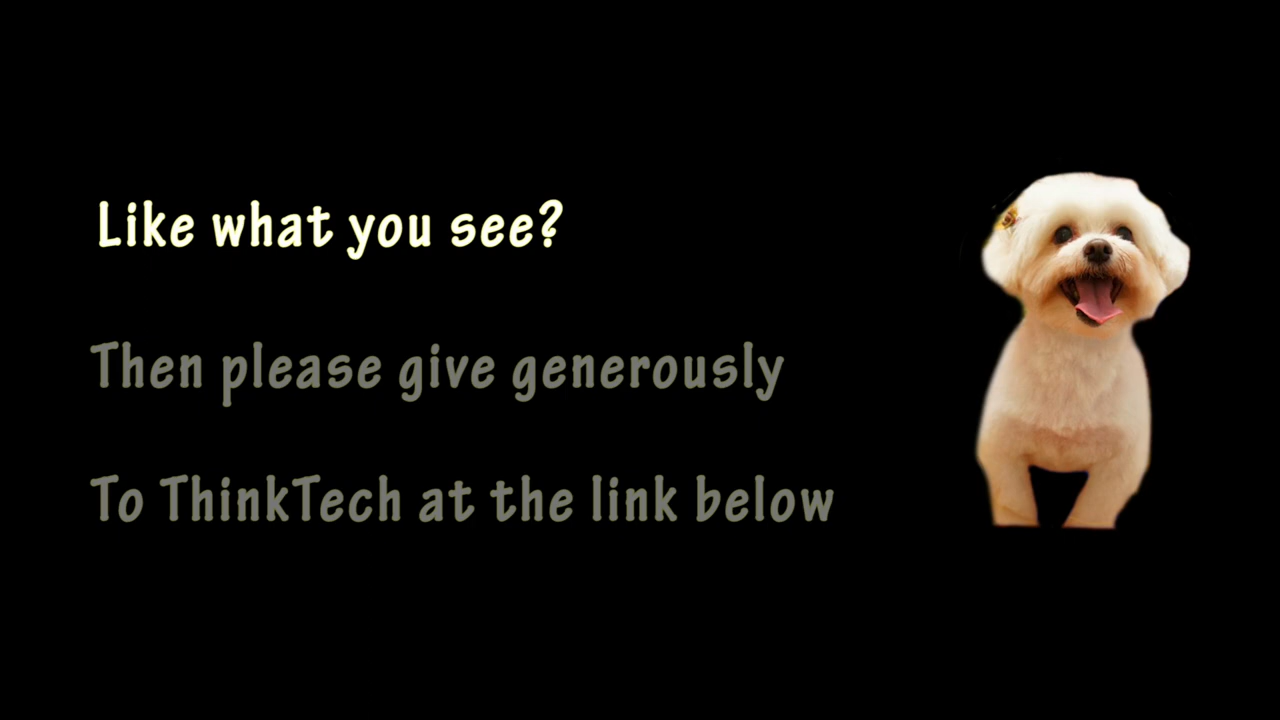 Like what you see?
Then please give generously
To ThinkTech at the link below